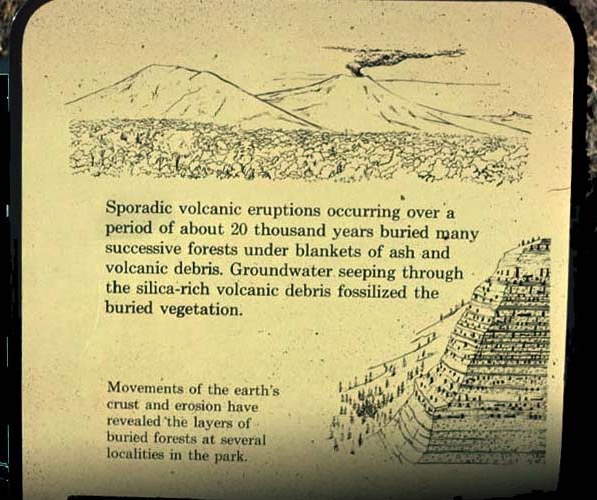 Sporadic volcanic eruptions occurring over a
period of about 20 thousand years buried many
successive forests under blankets of ash and
volcanic debris. Groundwater seeping through
the silica-rich volcanic debris fossilized the
buried vegetation.
Movements of the earth's
crust and erosion have
revealed the layers of
buried forests at several
localities in the park.